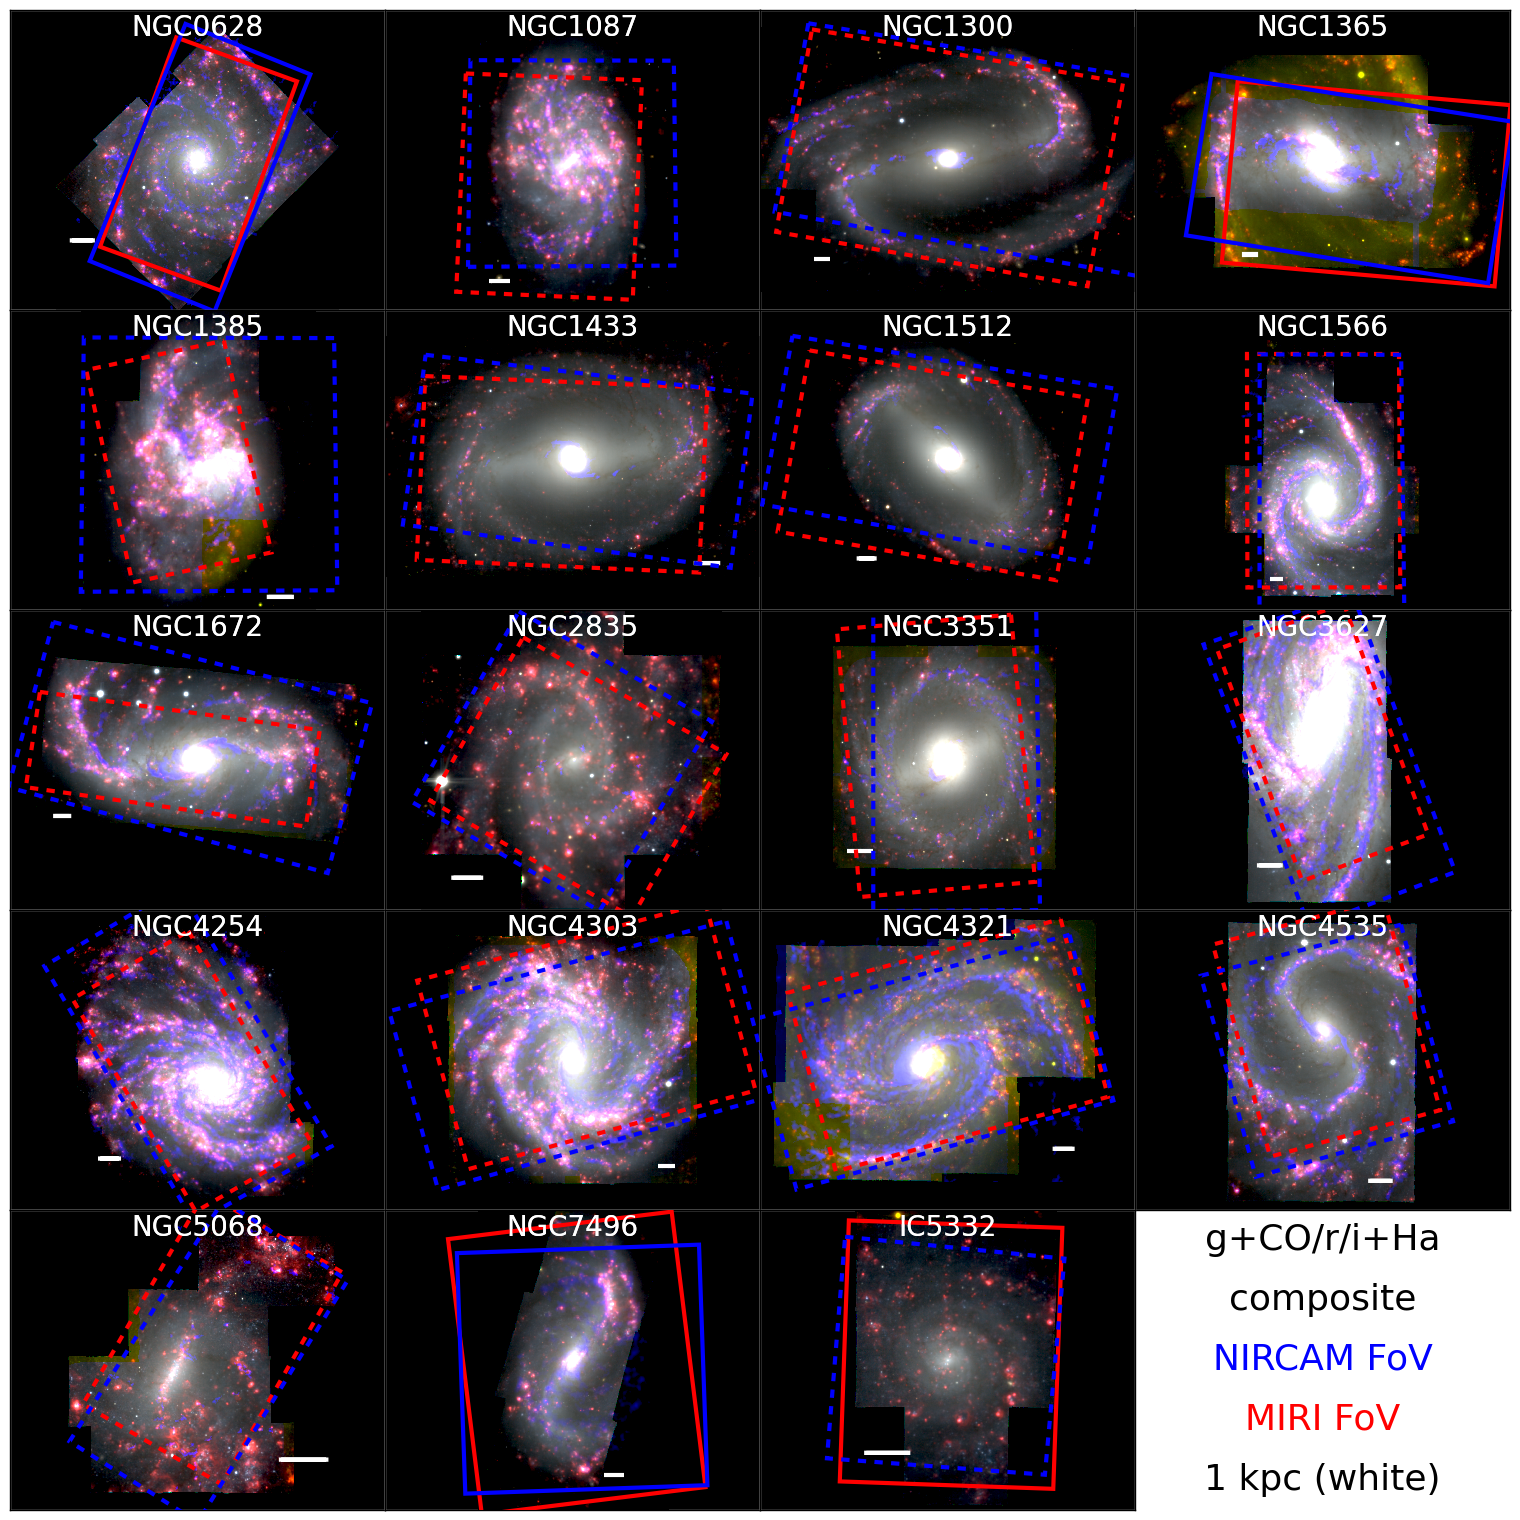 NGC0628 NGC1087 NGC1300 NGC1365
NGC1385 NGC1433 NGC1512 NGC1566
NGC1672 NGC2835 NGC3351 NGC3627
NGC4254 NGC4303 NGC4321 NGC4535
NGC5068 NGC7496 IC5332
g+CO/r/i+Ha
composite
NIRCAM FoV
MIRI FoV
1 kpc (white)